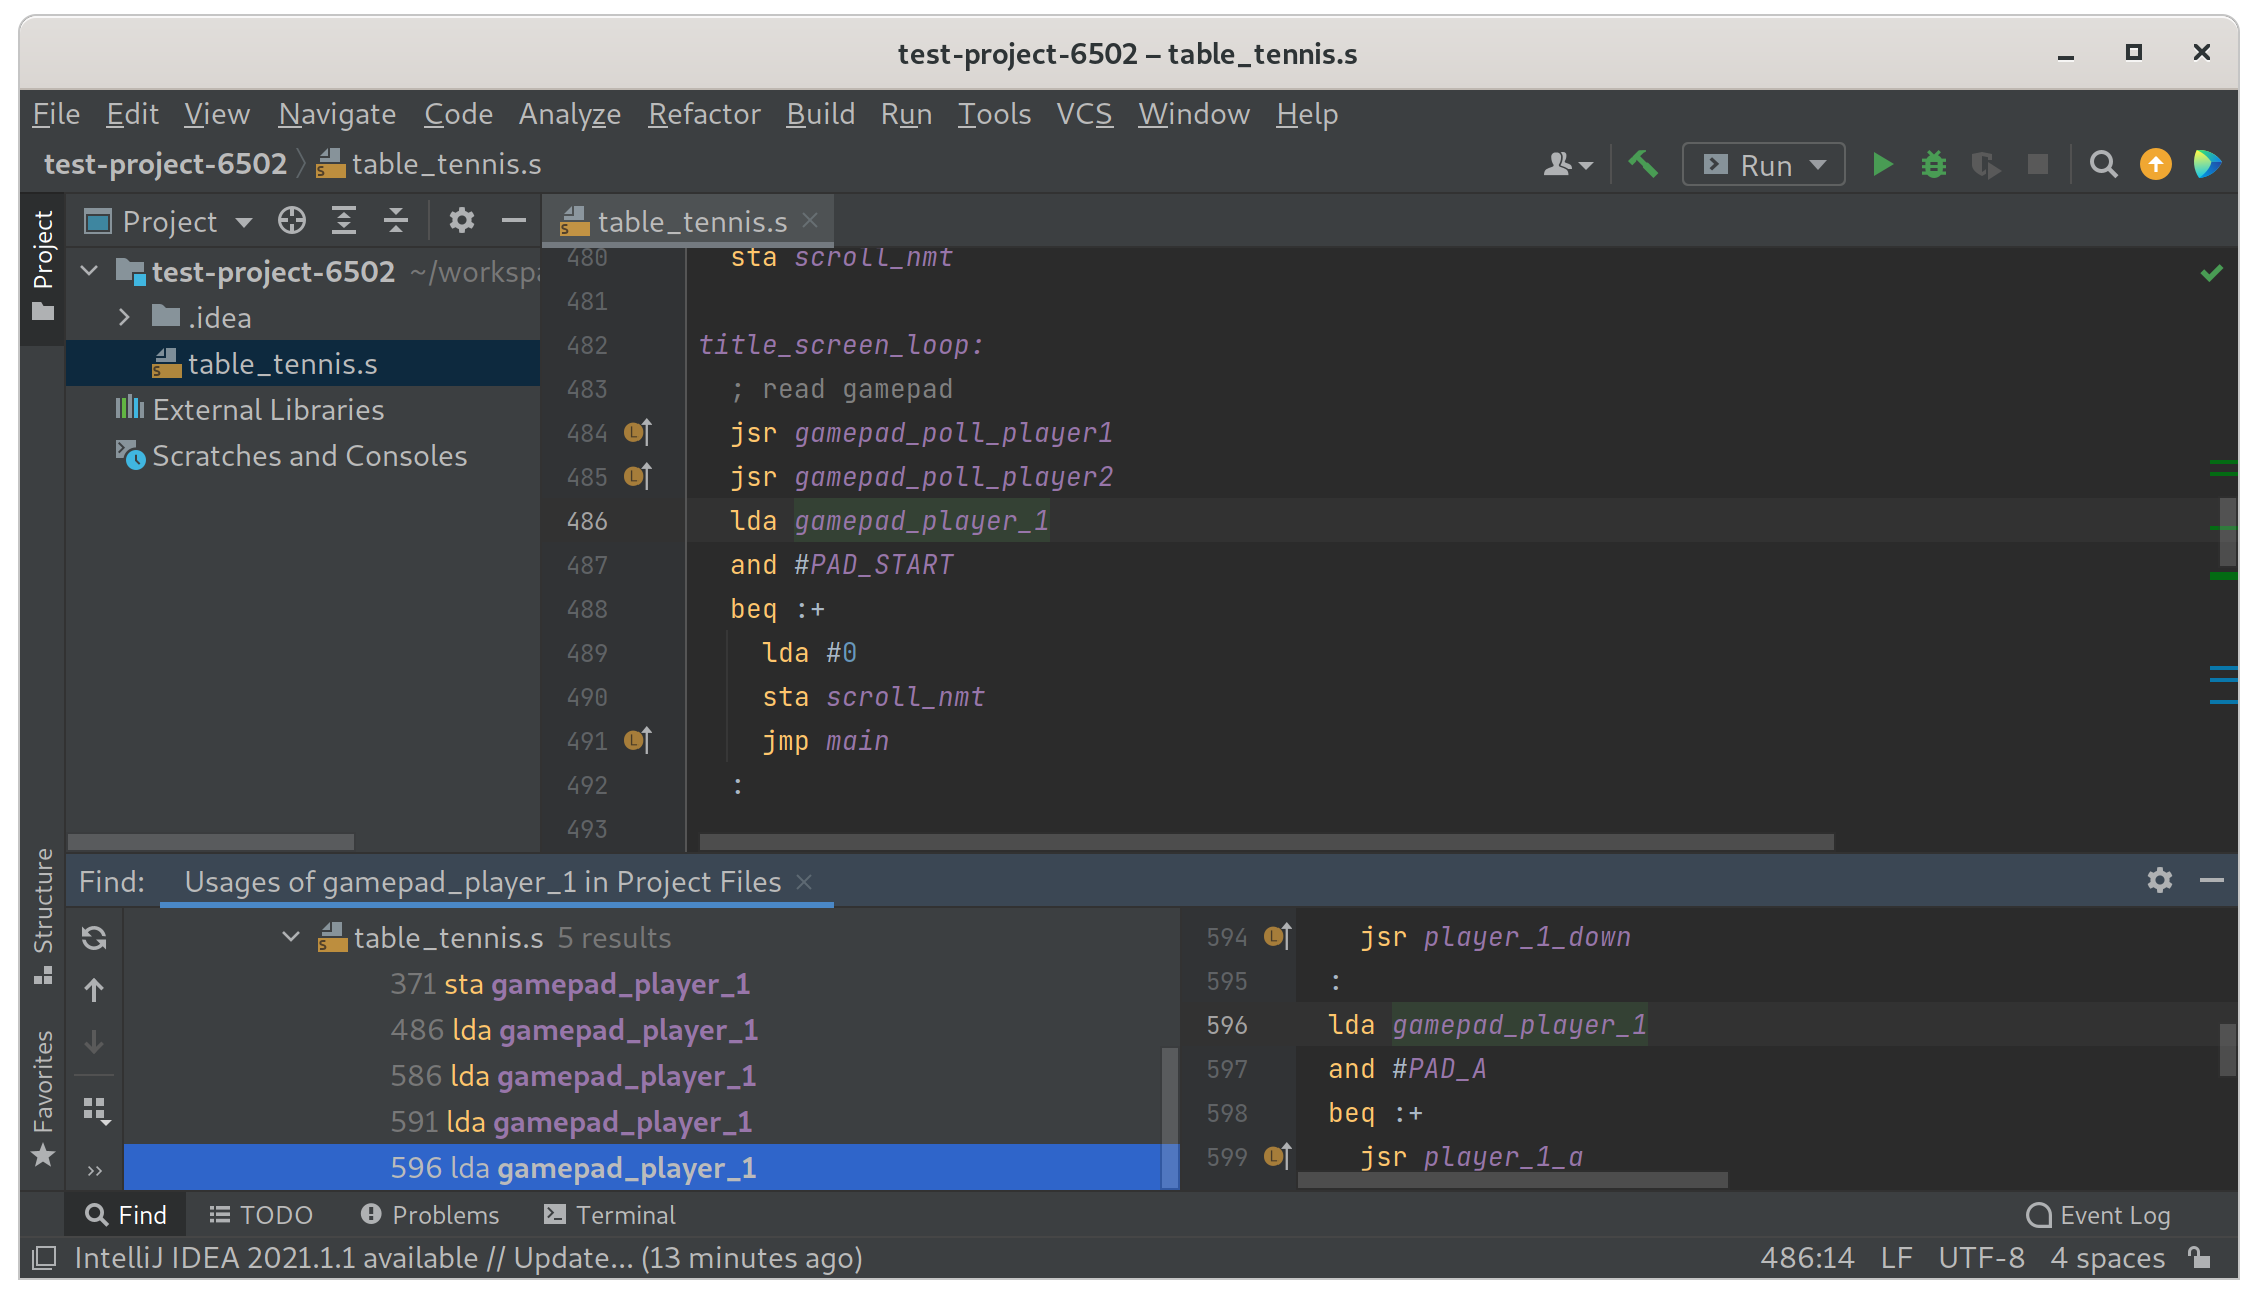 test-project-6502 – table_tennis.s
File Edit View Navigate Code Analyze Refactor Build Run Tools VCS Window Help
test-project-6502 table_tennis.s
Run
Project
Project
table_tennis.s
test-project-6502 ~/workspa
.idea
table_tennis.s
External Libraries
Scratches and Consoles
480 sta scroll_nmt
481
482 title_screen_loop:
483 ; read gamepad
484 jsr gamepad_poll_player1
485 jsr gamepad_poll_player2
486 lda gamepad_player_1
487 and #PAD_START
488 beq :+
489 lda #0
490 sta scroll_nmt
491 jmp main
492 :
493
Structure
Favorites
Find: Usages of gamepad_player_1 in Project Files
table_tennis.s 5 results
371 sta gamepad_player_1
486 lda gamepad_player_1
586 lda gamepad_player_1
591 lda gamepad_player_1
596 lda gamepad_player_1
594 jsr player_1_down
595 :
596 lda gamepad_player_1
597 and #PAD_A
598 beq :+
599 jsr player_1_a
Find TODO Problems Terminal Event Log
IntelliJ IDEA 2021.1.1 available // Update... (13 minutes ago) 486:14 LF UTF-8 4 spaces